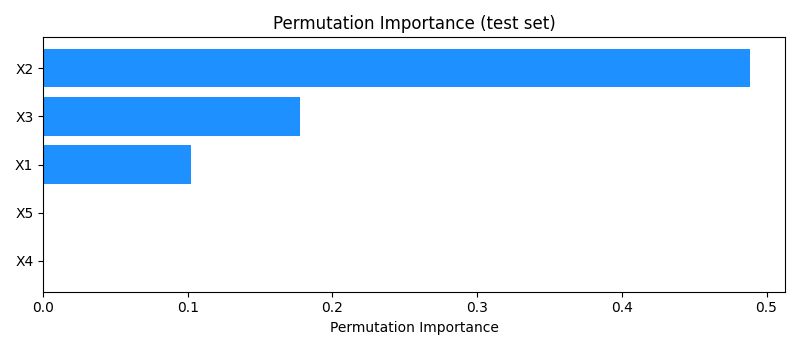 Permutation Importance (test set)
X2
X3
X1
X5
X4
0.0 0.1 0.2 0.3 0.4 0.5
Permutation Importance